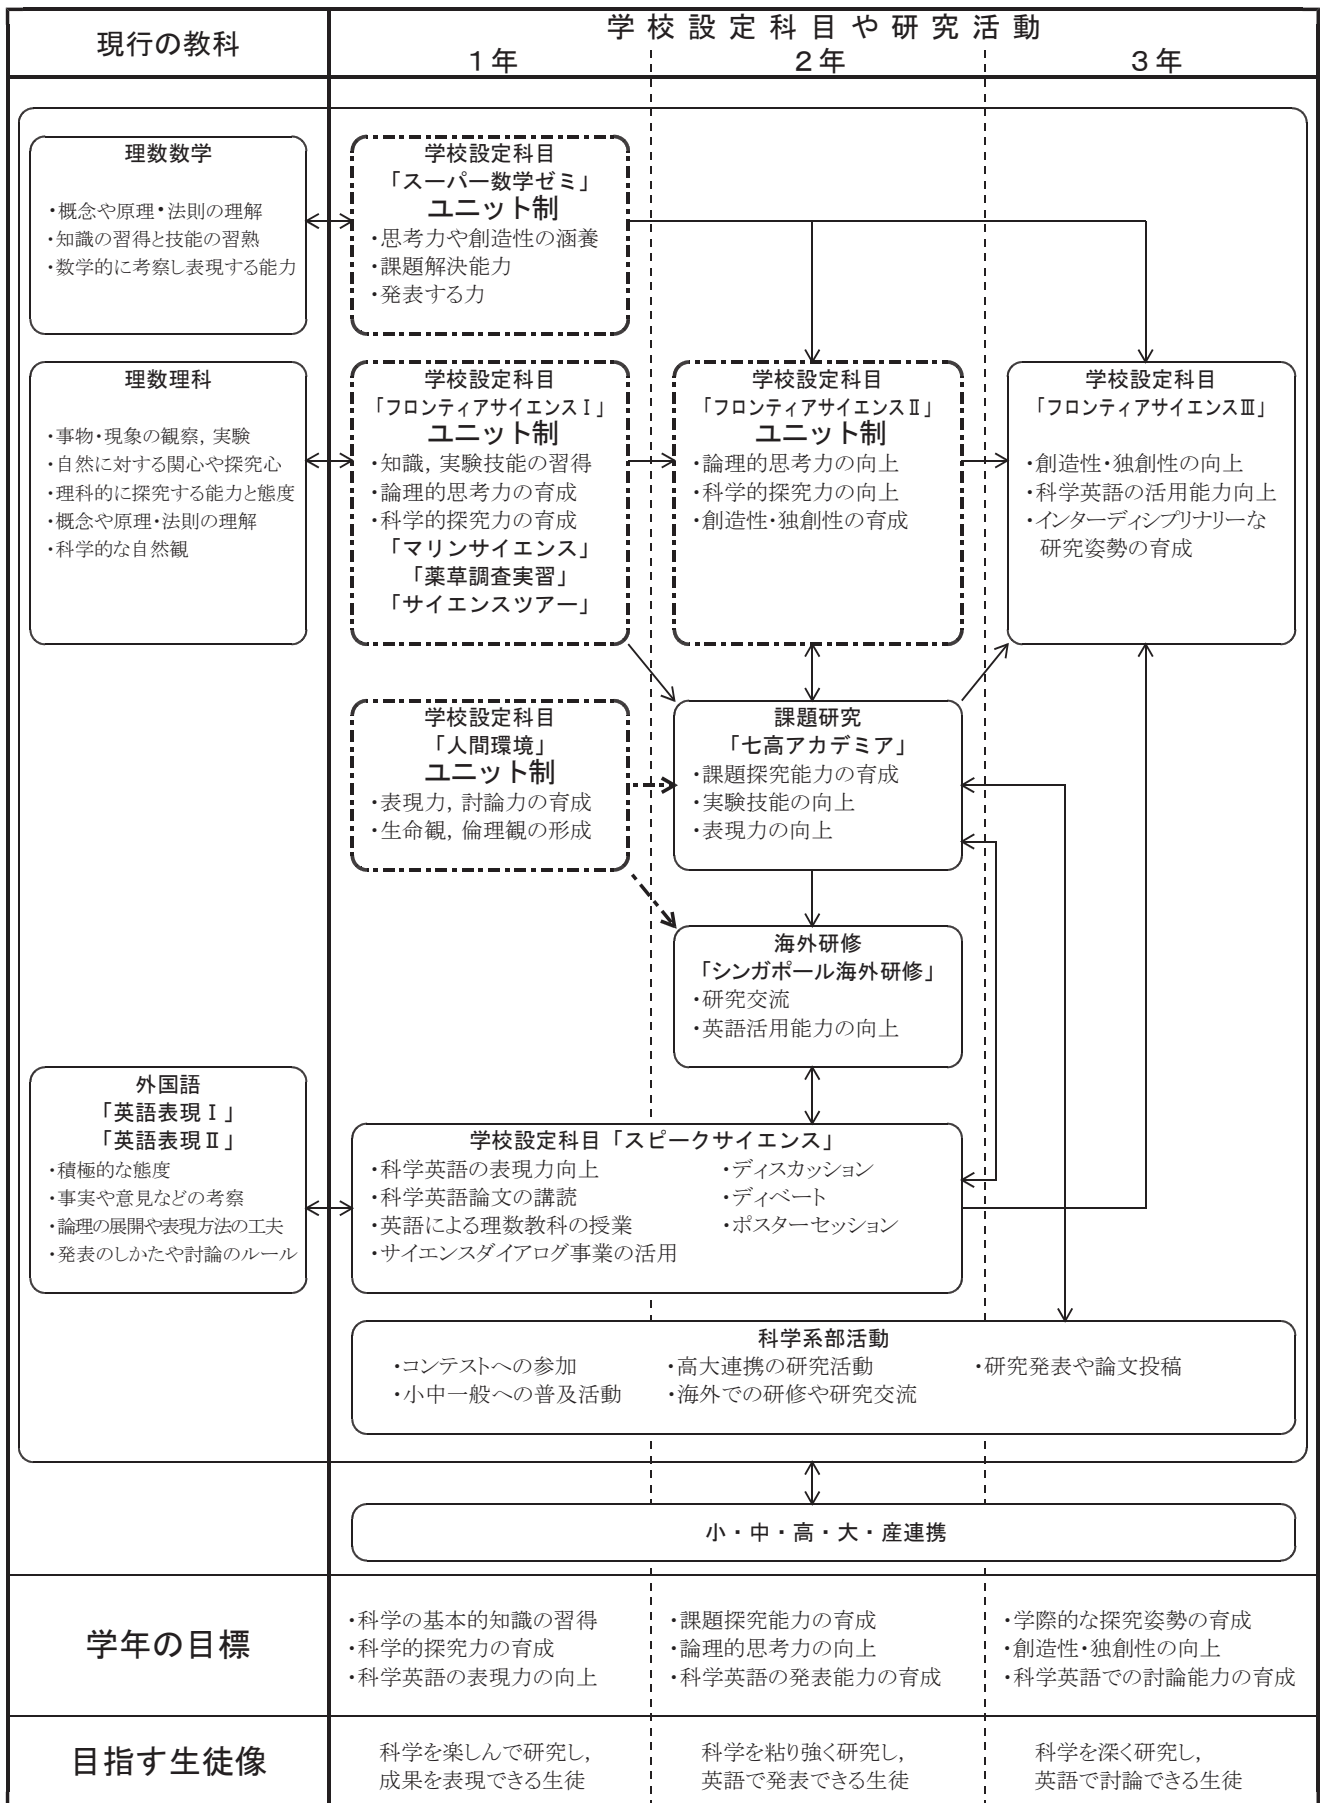 現行の教科
学校設定科目や研究活動
１年
２年
３年
理数数学
・概念や原理・法則の理解
・知識の習得と技能の習熟
・数学的に考察し表現する能力
学校設定科目
「スーパー数学ゼミ」
ユニット制
・思考力や創造性の涵養
・課題解決能力
・発表する力
理数理科
・事物・現象の観察, 実験
・自然に対する関心や探究心
・理科的に探究する能力と態度
・概念や原理・法則の理解
・科学的な自然観
学校設定科目
「フロンティアサイエンスⅠ」
ユニット制
・知識, 実験技能の習得
・論理的思考力の育成
・科学的探究力の育成
「マリンサイエンス」
「薬草調査実習」
「サイエンスツアー」
学校設定科目
「フロンティアサイエンスⅡ」
ユニット制
・論理的思考力の向上
・科学的探究力の向上
・創造性・独創性の育成
学校設定科目
「フロンティアサイエンスⅢ」
・創造性・独創性の向上
・科学英語の活用能力向上
・インターディシプリナリーな
研究姿勢の育成
学校設定科目
「人間環境」
ユニット制
・表現力, 討論力の育成
・生命観, 倫理観の形成
課題研究
「七高アカデミア」
・課題探究能力の育成
・実験技能の向上
・表現力の向上
海外研修
「シンガポール海外研修」
・研究交流
・英語活用能力の向上
外国語
「英語表現Ⅰ」
「英語表現Ⅱ」
・積極的な態度
・事実や意見などの考察
・論理の展開や表現方法の工夫
・発表のしかたや討論のルール
学校設定科目「スピークサイエンス」
・科学英語の表現力向上
・科学英語論文の講読
・英語による理数教科の授業
・サイエンスダイアログ事業の活用
・ディスカッション
・ディベート
・ポスターセッション
科学系部活動
・コンテストへの参加
・小中一般への普及活動
・高大連携の研究活動
・海外での研修や研究交流
・研究発表や論文投稿
小・中・高・大・産連携
学年の目標
・科学の基本的知識の習得
・科学的探究力の育成
・科学英語の表現力の向上
・課題探究能力の育成
・論理的思考力の向上
・科学英語の発表能力の育成
・学際的な探究姿勢の育成
・創造性・独創性の向上
・科学英語での討論能力の育成
目指す生徒像
科学を楽しんで研究し,
成果を表現できる生徒
科学を粘り強く研究し,
英語で発表できる生徒
科学を深く研究し,
英語で討論できる生徒